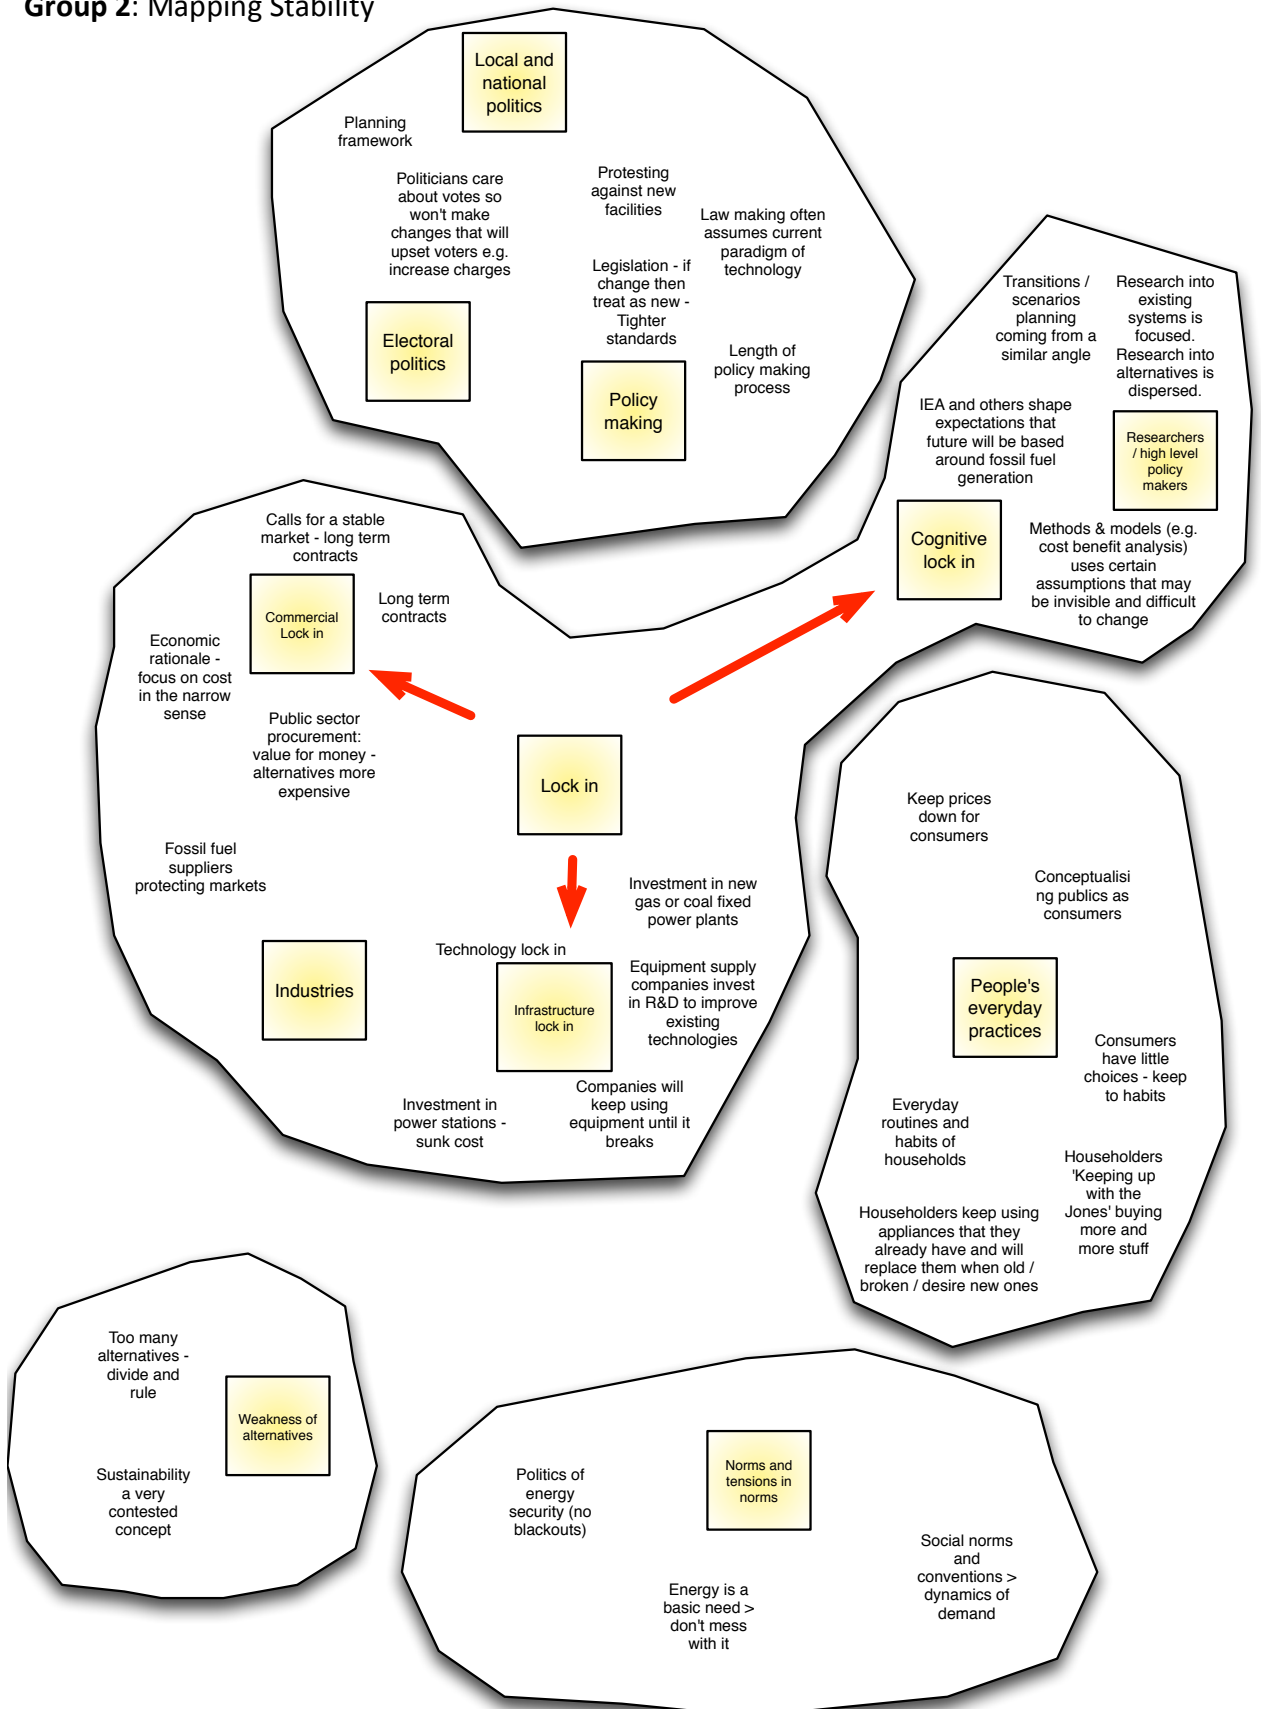 Group 2: Mapping Stability
Local and
national
politics
Planning
framework
Politicians care
about votes so
won't make
changes that will
upset voters e.g.
increase charges
Protesting
against new
facilities
Law making often
assumes current
paradigm of
technology
Legislation - if
change then
treat as new -
Tighter
standards
Electoral
politics
Length of
policy making
process
Policy
making
Transitions /
scenarios
planning
coming from a
similar angle
Research into
existing
systems is
focused.
Research into
alternatives is
dispersed.
IEA and others shape
expectations that
future will be based
around fossil fuel
generation
Researchers
/ high level
policy
makers
Cognitive
lock in
Methods & models (e.g.
cost benefit analysis)
uses certain
assumptions that may
be invisible and difficult
to change
Calls for a stable
market - long term
contracts
Commercial
Lock in
Long term
contracts
Economic
rationale -
focus on cost
in the narrow
sense
Public sector
procurement:
value for money -
alternatives more
expensive
Lock in
Fossil fuel
suppliers
protecting markets
Investment in new
gas or coal fixed
power plants
Technology lock in
Industries
Infrastructure
lock in
Equipment supply
companies invest
in R&D to improve
existing
technologies
Investment in
power stations -
sunk cost
Companies will
keep using
equipment until it
breaks
Keep prices
down for
consumers
Conceptualisi
ng publics as
consumers
People's
everyday
practices
Consumers
have little
choices - keep
to habits
Everyday
routines and
habits of
households
Householders
'Keeping up
with the
Jones' buying
more and
more stuff
Householders keep using
appliances that they
already have and will
replace them when old /
broken / desire new ones
Too many
alternatives -
divide and
rule
Weakness of
alternatives
Sustainability
a very
contested
concept
Norms and
tensions in
norms
Politics of
energy
security (no
blackouts)
Energy is a
basic need >
don't mess
with it
Social norms
and
conventions >
dynamics of
demand